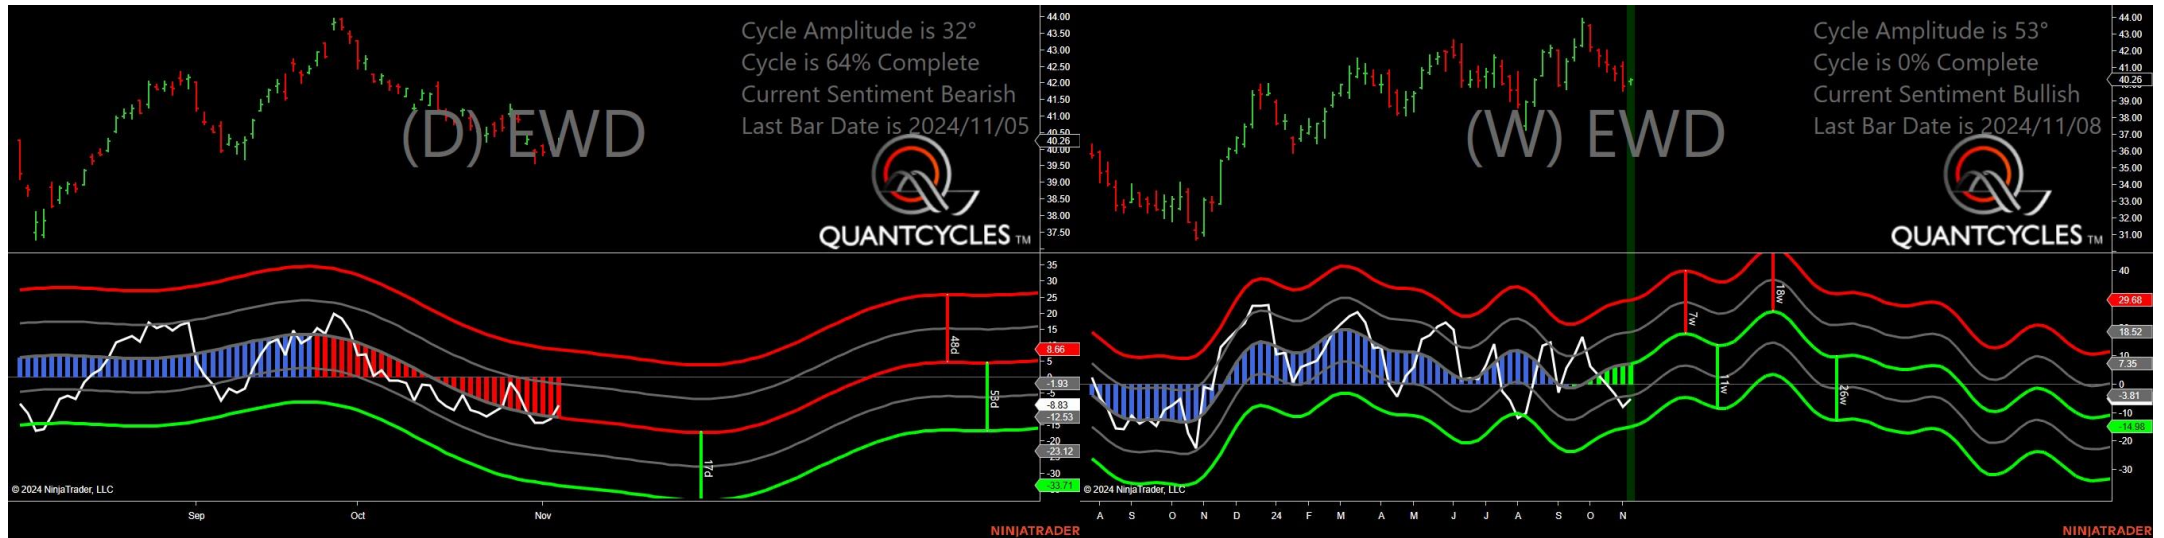 Cycle Amplitude is 32°
Cycle is 64% Complete
Current Sentiment Bearish
Last Bar Date is 2024/11/05
(D) EWD
QUANTCYCLES TM
44.00
43.50
43.00
42.50
42.00
41.50
41.00
40.50
40.26
40.00
39.50
39.00
38.50
38.00
37.50
35
30
25
20
15
8.66
5
-1.93
-8.83
-12.53
-15
-20
-23.12
-30
-33.71
48d
53d
17d
© 2024 NinjaTrader, LLC
Sep Oct Nov
NINJATRADER
Cycle Amplitude is 53°
Cycle is 0% Complete
Current Sentiment Bullish
Last Bar Date is 2024/11/08
(W) EWD
QUANTCYCLES TM
44.00
43.00
42.00
41.00
40.26
39.00
38.00
37.00
36.00
35.00
34.00
33.00
32.00
31.00
40
29.68
18.52
10
7.35
0
-3.81
-10
-14.98
-20
-30
7w
18w
11w
26w
© 2024 NinjaTrader, LLC
A S O N D 24 F M A M J J A S O N
NINJATRADER